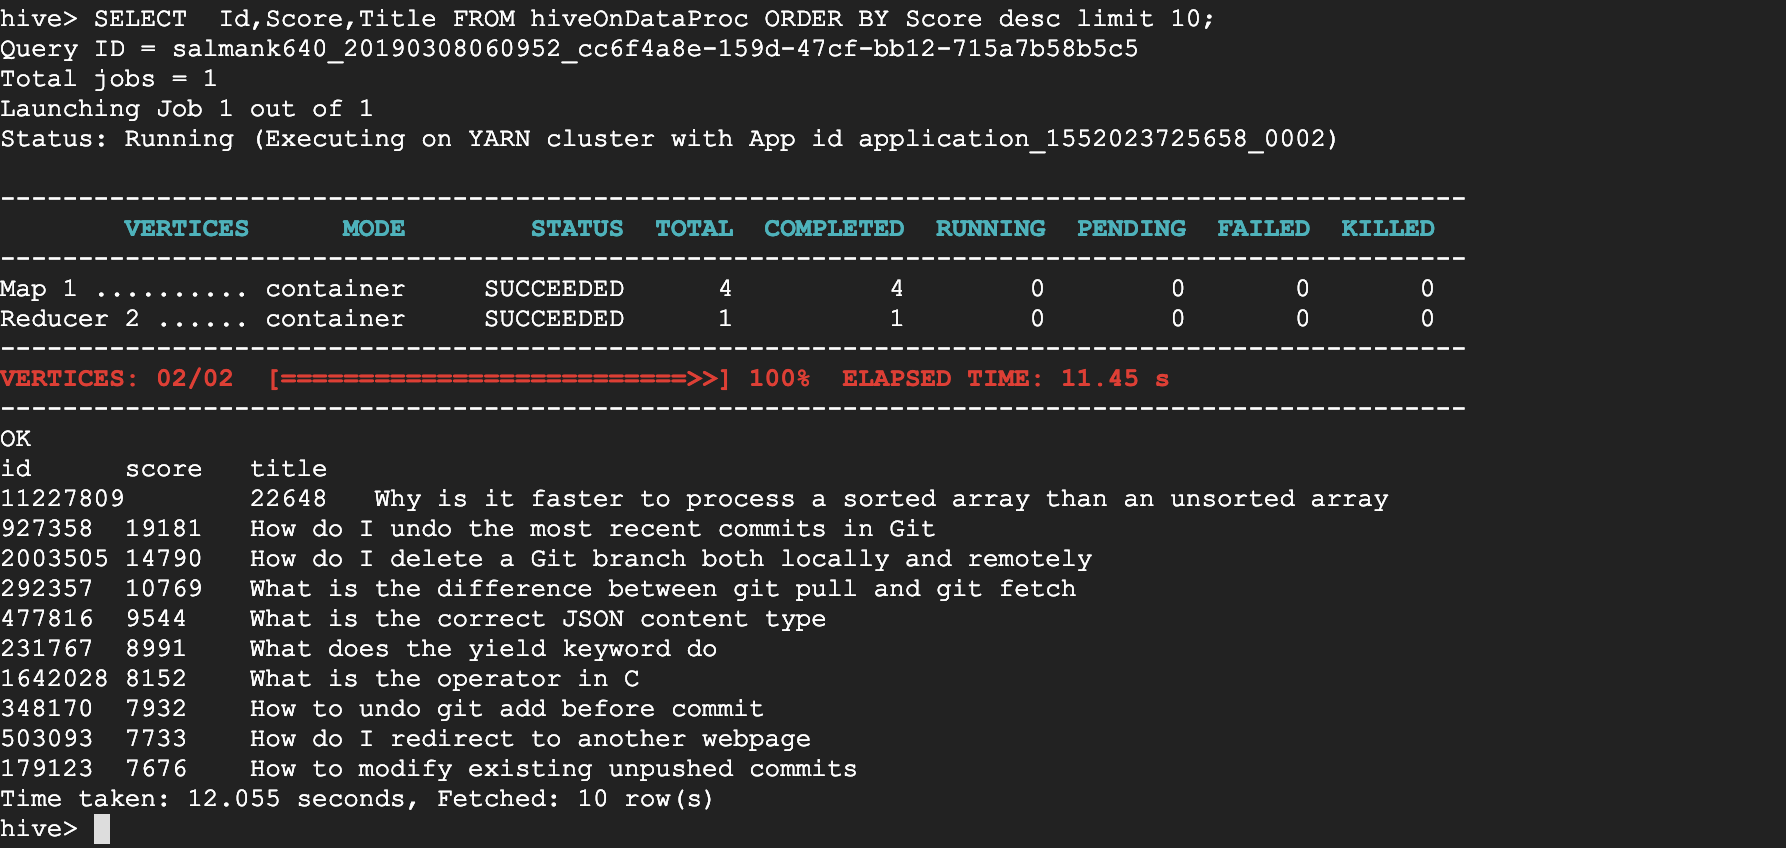 hive> SELECT  Id,Score,Title FROM hiveOnDataProc ORDER BY Score desc limit 10;
Query ID = salmank640_20190308060952_cc6f4a8e-159d-47cf-bb12-715a7b58b5c5
Total jobs = 1
Launching Job 1 out of 1
Status: Running (Executing on YARN cluster with App id application_1552023725658_0002)
----------------------------------------------------------------------------------------------
        VERTICES      MODE        STATUS  TOTAL  COMPLETED  RUNNING  PENDING  FAILED  KILLED
----------------------------------------------------------------------------------------------
Map 1 .......... container     SUCCEEDED      4          4        0        0       0       0
Reducer 2 ...... container     SUCCEEDED      1          1        0        0       0       0
----------------------------------------------------------------------------------------------
VERTICES: 02/02  [==========================>>] 100%  ELAPSED TIME: 11.45 s
----------------------------------------------------------------------------------------------
OK
id      score   title
11227809        22648   Why is it faster to process a sorted array than an unsorted array
927358  19181   How do I undo the most recent commits in Git
2003505 14790   How do I delete a Git branch both locally and remotely
292357  10769   What is the difference between git pull and git fetch
477816  9544    What is the correct JSON content type
231767  8991    What does the yield keyword do
1642028 8152    What is the operator in C
348170  7932    How to undo git add before commit
503093  7733    How do I redirect to another webpage
179123  7676    How to modify existing unpushed commits
Time taken: 12.055 seconds, Fetched: 10 row(s)
hive>